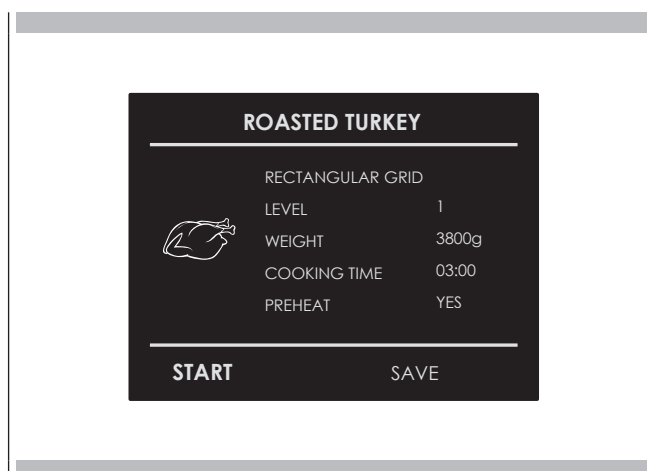 ROASTED TURKEY
RECTANGULAR GRID
LEVEL 1
WEIGHT 3800g
COOKING TIME 03:00
PREHEAT YES
START SAVE